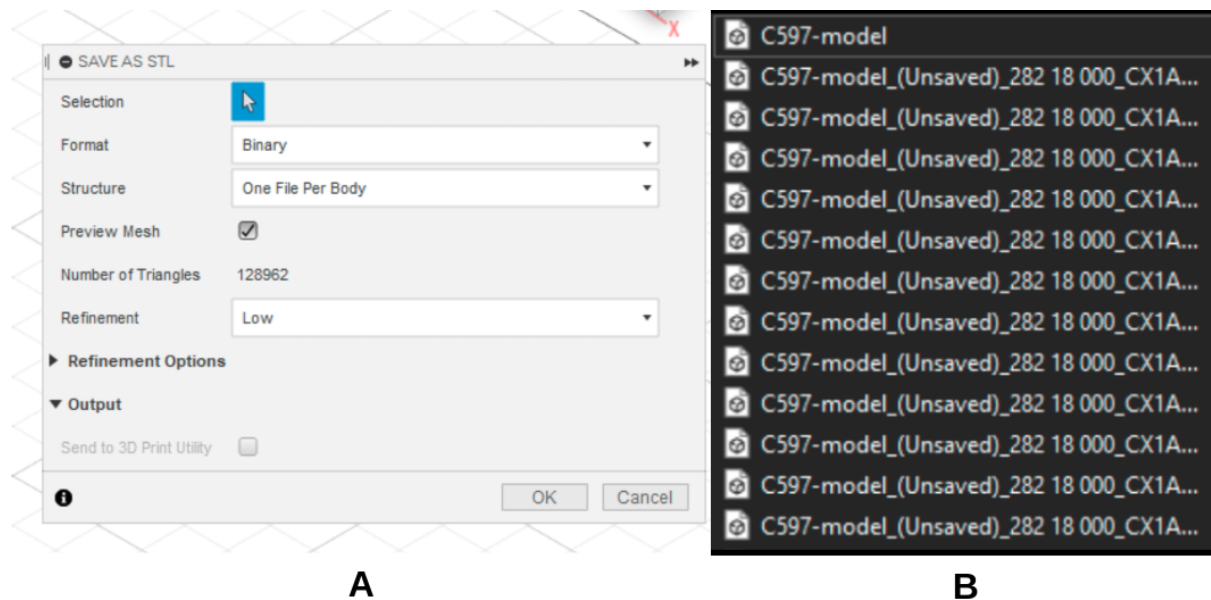 X
SAVE AS STL
Selection
Format Binary
Structure One File Per Body
Preview Mesh
Number of Triangles 128962
Refinement Low
Refinement Options
Output
Send to 3D Print Utility
OK Cancel
A
C597-model
C597-model_(Unsaved)_282 18 000_CX1A...
C597-model_(Unsaved)_282 18 000_CX1A...
C597-model_(Unsaved)_282 18 000_CX1A...
C597-model_(Unsaved)_282 18 000_CX1A...
C597-model_(Unsaved)_282 18 000_CX1A...
C597-model_(Unsaved)_282 18 000_CX1A...
C597-model_(Unsaved)_282 18 000_CX1A...
C597-model_(Unsaved)_282 18 000_CX1A...
C597-model_(Unsaved)_282 18 000_CX1A...
C597-model_(Unsaved)_282 18 000_CX1A...
C597-model_(Unsaved)_282 18 000_CX1A...
C597-model_(Unsaved)_282 18 000_CX1A...
B